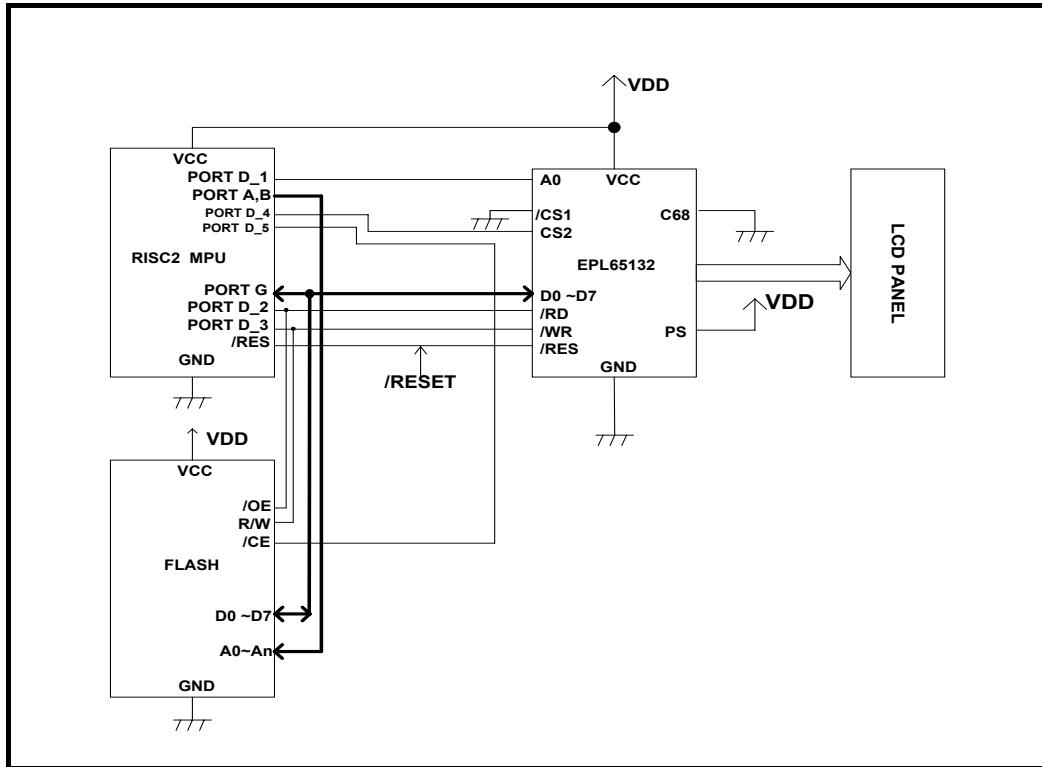 VDD
VCC
PORT D_1
PORT A,B
PORT D_4
PORT D_5
RISC2 MPU
PORT G
PORT D_2
PORT D_3
/RES
GND
/RESET
A0
VCC
/CS1
C68
CS2
EPL65132
D0 ~D7
/RD
/WR
PS
/RES
GND
VDD
LCD PANEL
VDD
VCC
/OE
R/W
/CE
FLASH
D0 ~D7
A0~An
GND